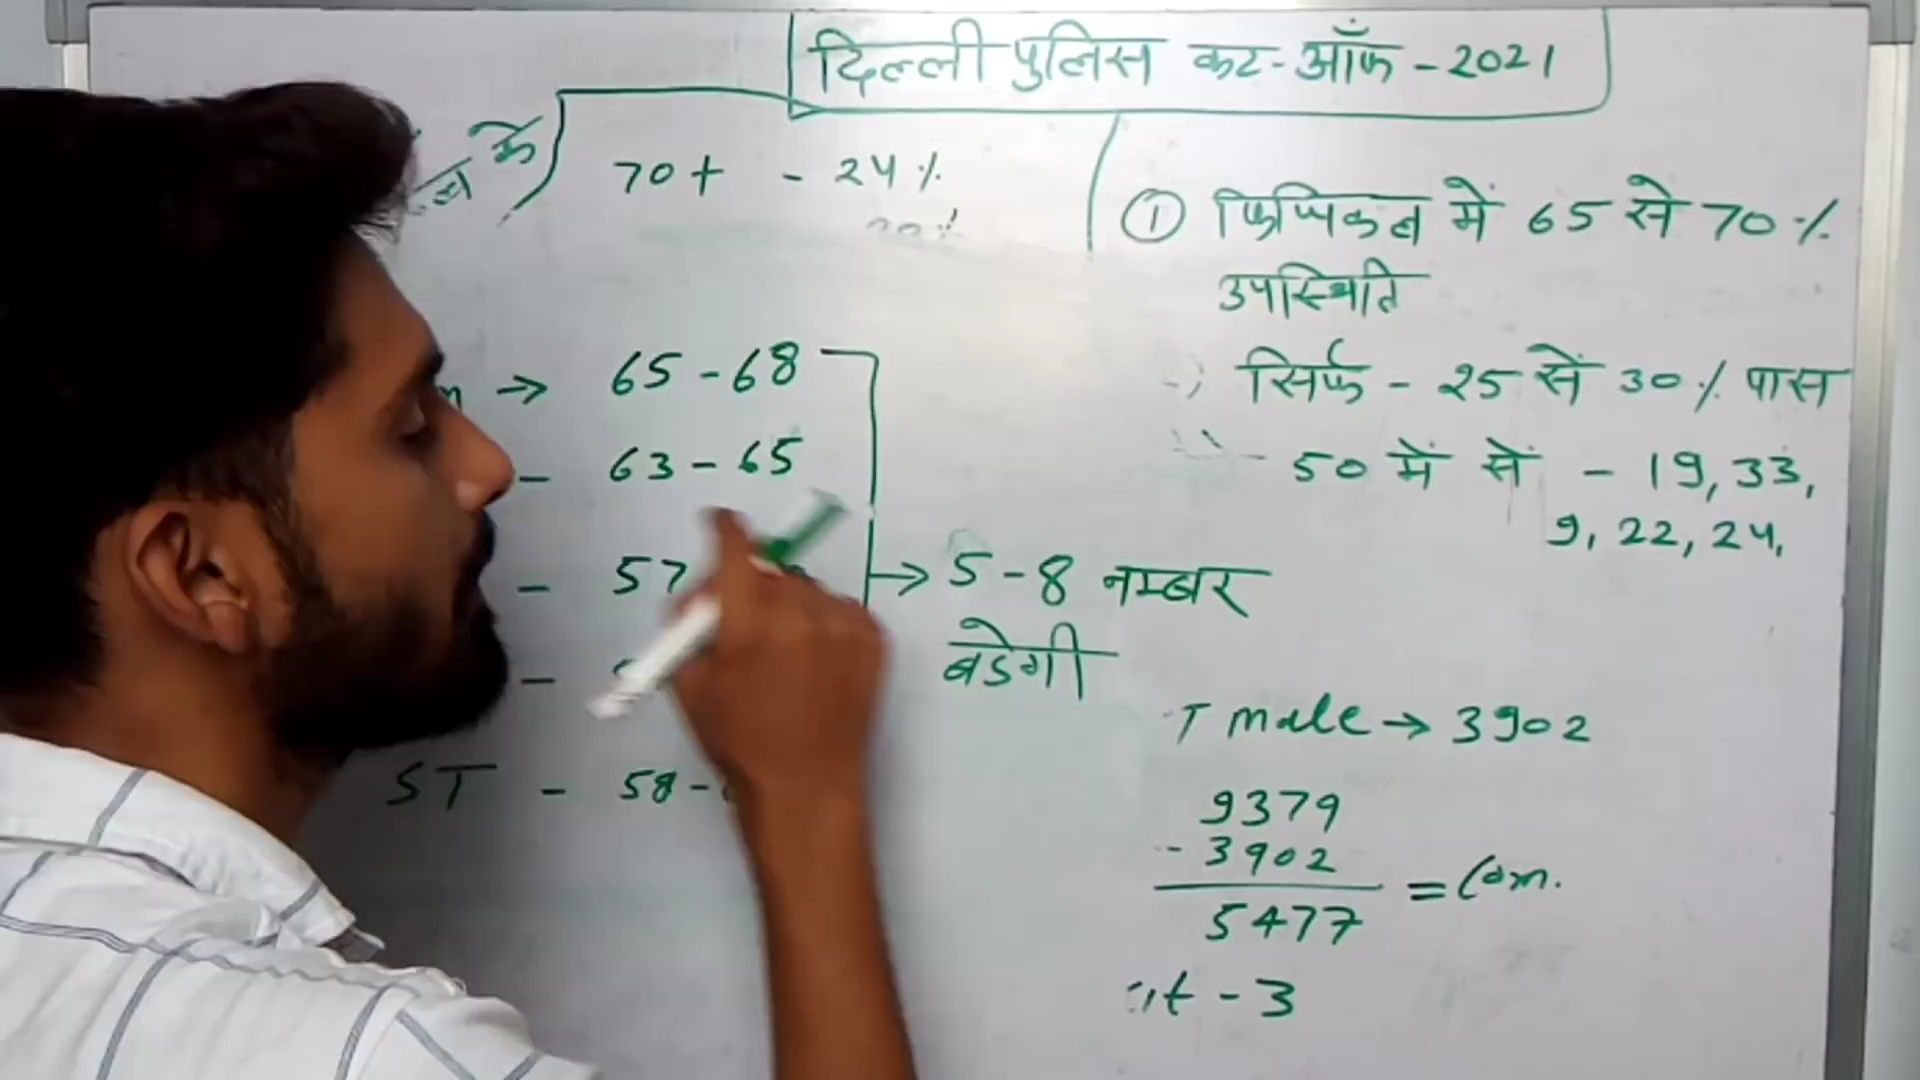 दिल्ली पुलिस कट-ऑफ - 2021
के
70+ - 24%
→ 65-68
- 63-65
- 57
-
ST - 58-
→ 5-8 नम्बर
बडेगी
① फिजिकल में 65 से 70%
उपस्थिति
सिर्फ - 25 सें 30% पास
- 50 में सें - 19, 33,
9, 22, 24,
T male → 3902
9379
- 3902
5477 = Com.
- 3